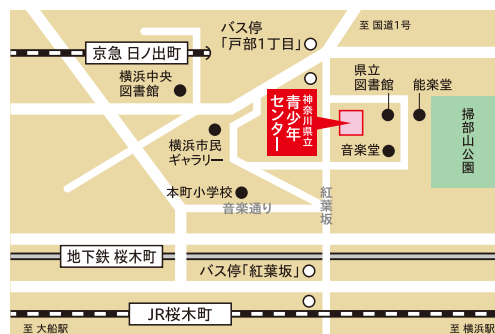 バス停
「戸部1丁目」
至 国道1号
京急 日ノ出町
横浜中央
図書館
県立
図書館
能楽堂
神奈川県立
青少年
センター
掃部山公園
横浜市民
ギャラリー
音楽堂
本町小学校
音楽通り
紅葉坂
地下鉄 桜木町
バス停「紅葉坂」
JR桜木町
至 大船駅
至 横浜駅